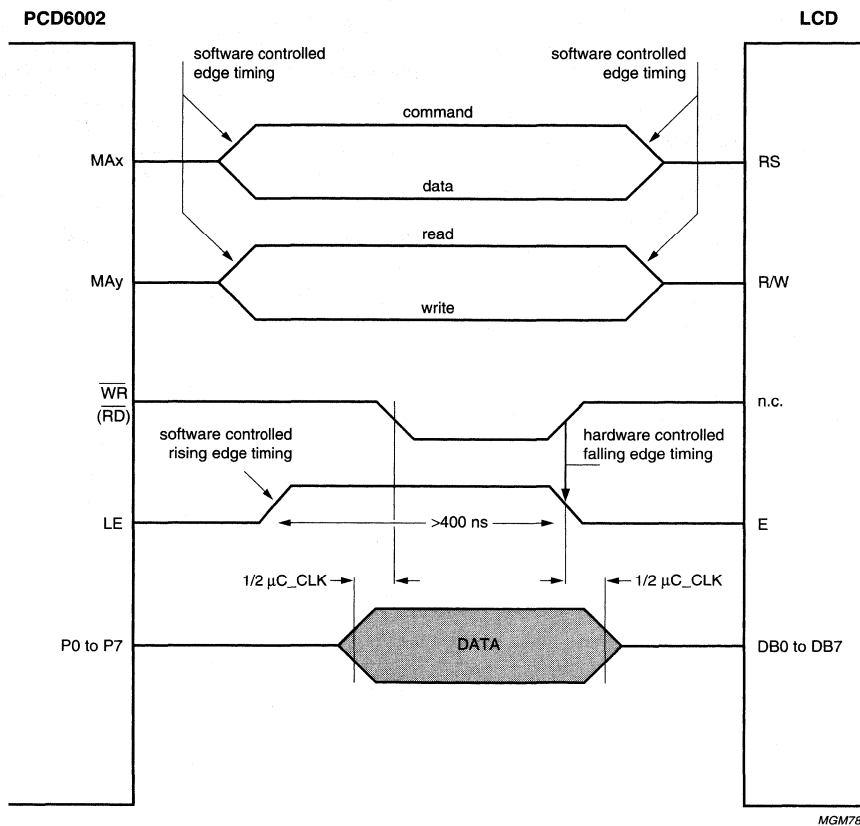 PCD6002
LCD
software controlled
edge timing
software controlled
edge timing
command
MAx
RS
data
read
MAy
R/W
write
WR
(RD)
n.c.
software controlled
rising edge timing
hardware controlled
falling edge timing
LE
>400 ns
E
1/2 μC_CLK
1/2 μC_CLK
P0 to P7
DATA
DB0 to DB7
MGM78